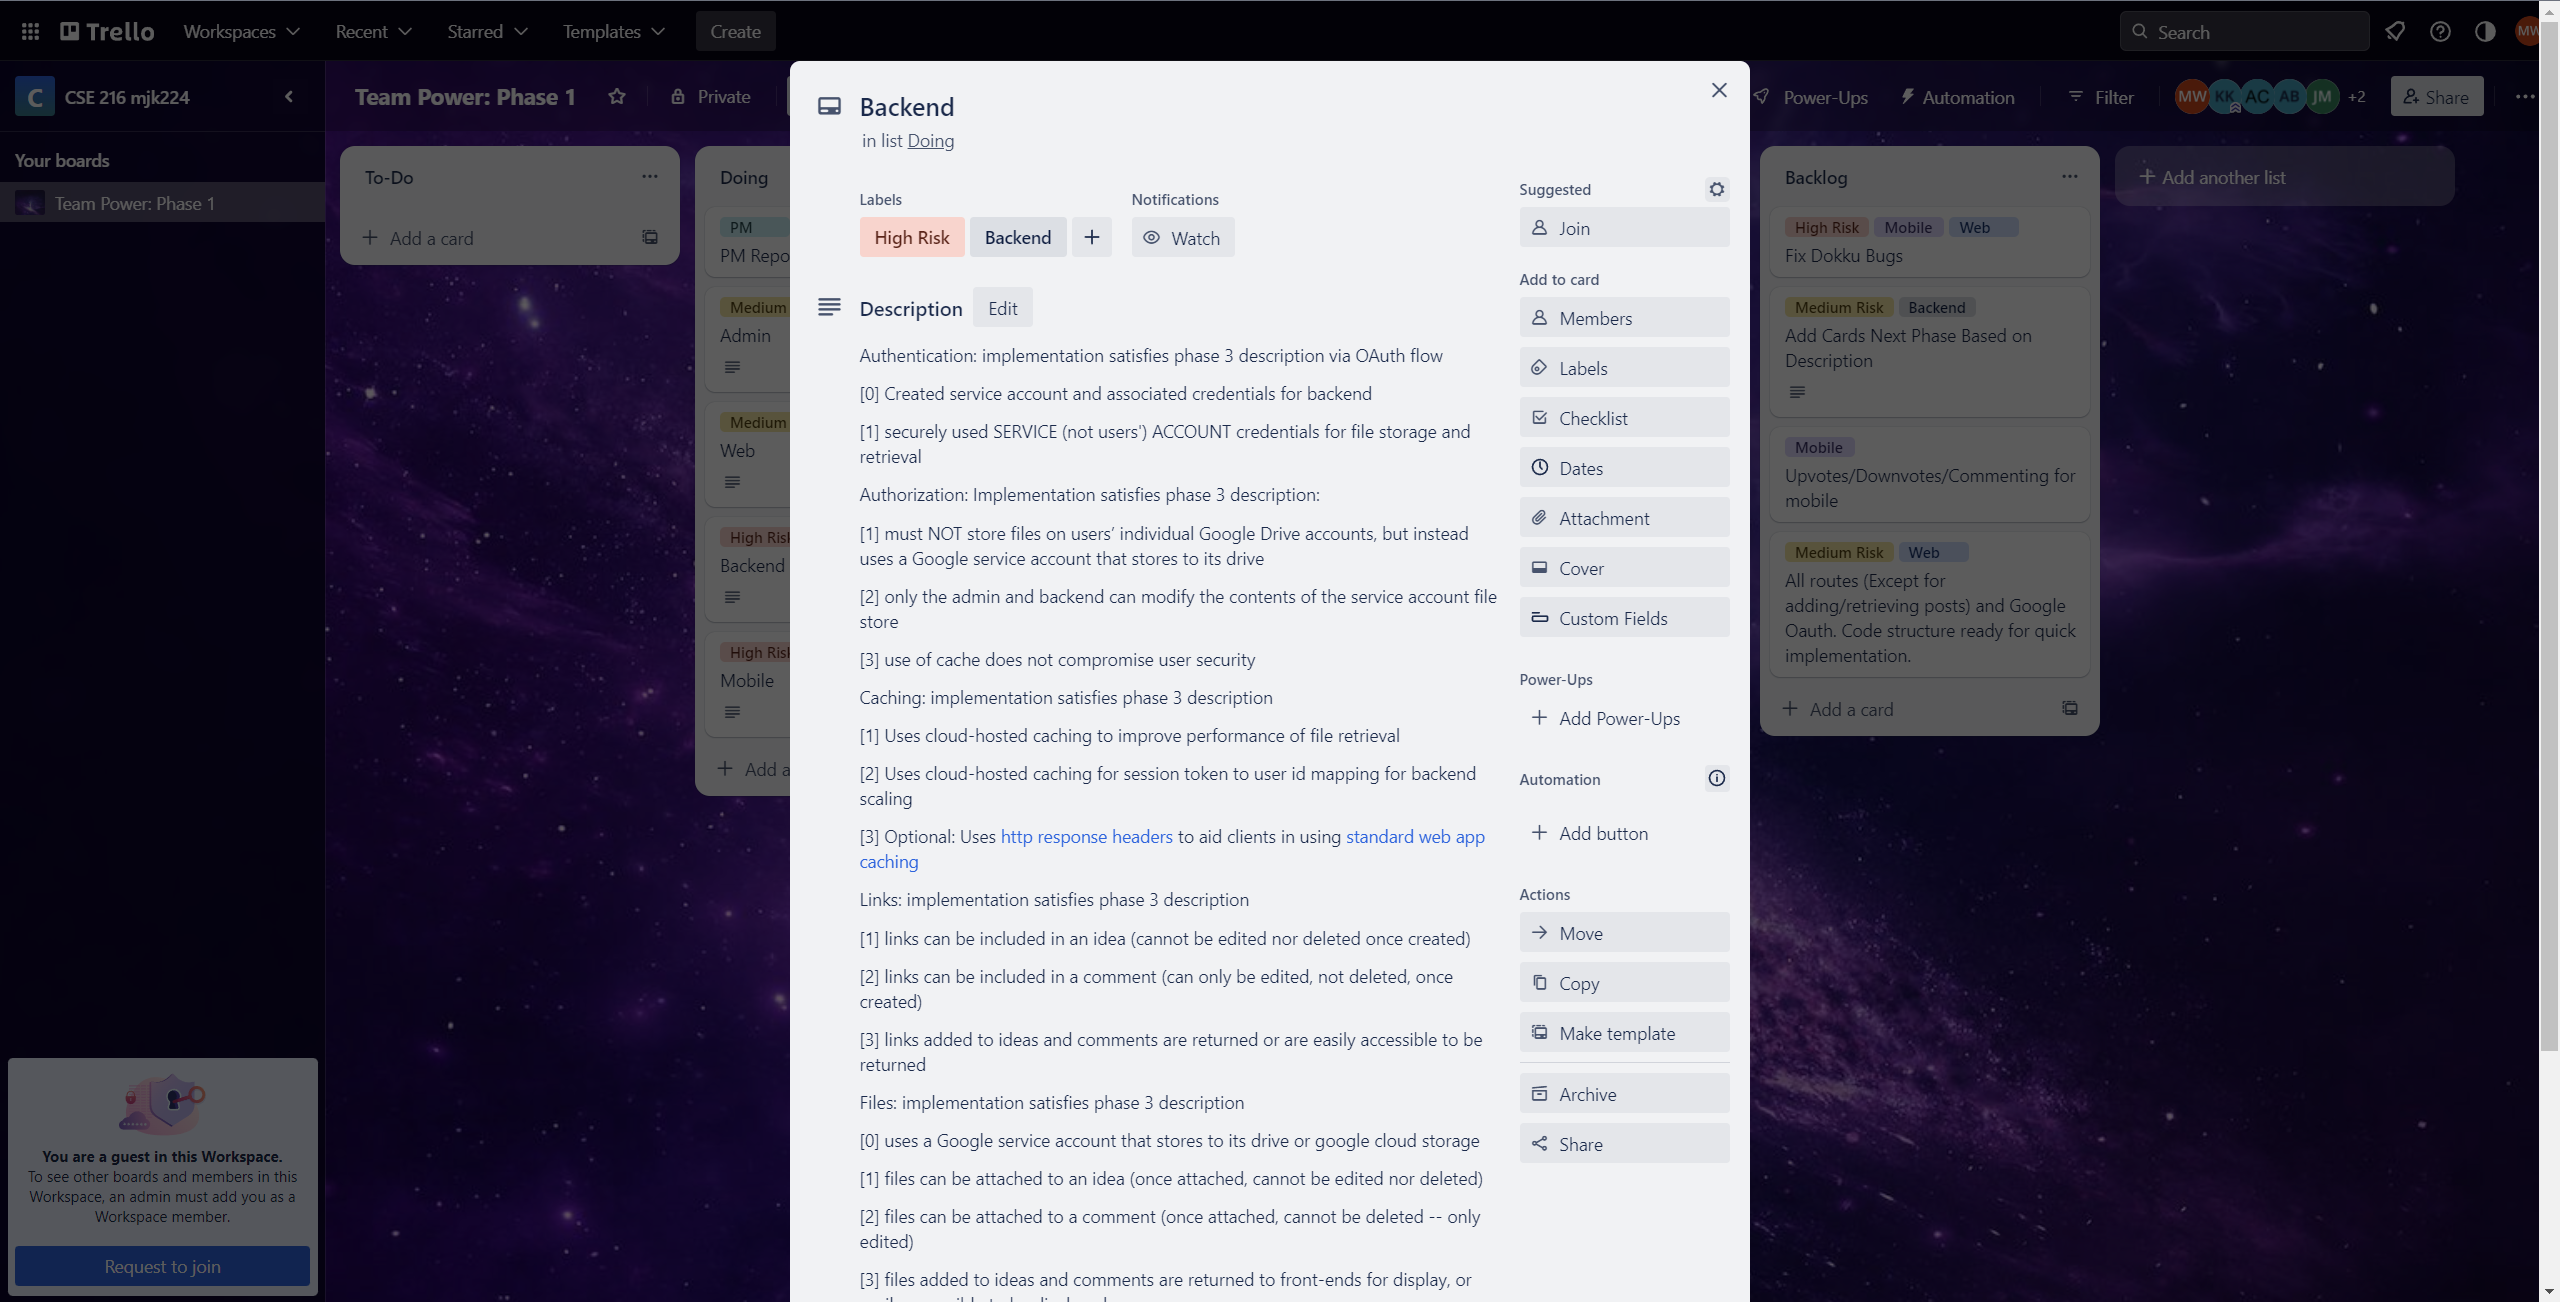 Trello
Workspaces
Recent
Starred
Templates
Create
Search
MW
C
CSE 216 mjk224
Team Power: Phase 1
Private
Power-Ups
Automation
Filter
MW
KK
AC
AB
JM
+2
Share
Your boards
Team Power: Phase 1
To-Do
Add a card
Doing
PM
PM Repo
Medium
Admin
Medium
Web
High Risk
Backend
High Risk
Mobile
Add a
Backend
in list Doing
Labels
High Risk
Backend
+
Notifications
Watch
Description
Edit
Authentication: implementation satisfies phase 3 description via OAuth flow
[0] Created service account and associated credentials for backend
[1] securely used SERVICE (not users') ACCOUNT credentials for file storage and
retrieval
Authorization: Implementation satisfies phase 3 description:
[1] must NOT store files on users’ individual Google Drive accounts, but instead
uses a Google service account that stores to its drive
[2] only the admin and backend can modify the contents of the service account file
store
[3] use of cache does not compromise user security
Caching: implementation satisfies phase 3 description
[1] Uses cloud-hosted caching to improve performance of file retrieval
[2] Uses cloud-hosted caching for session token to user id mapping for backend
scaling
[3] Optional: Uses http response headers to aid clients in using standard web app
caching
Links: implementation satisfies phase 3 description
[1] links can be included in an idea (cannot be edited nor deleted once created)
[2] links can be included in a comment (can only be edited, not deleted, once
created)
[3] links added to ideas and comments are returned or are easily accessible to be
returned
Files: implementation satisfies phase 3 description
[0] uses a Google service account that stores to its drive or google cloud storage
[1] files can be attached to an idea (once attached, cannot be edited nor deleted)
[2] files can be attached to a comment (once attached, cannot be deleted -- only
edited)
[3] files added to ideas and comments are returned to front-ends for display, or
Suggested
Join
Add to card
Members
Labels
Checklist
Dates
Attachment
Cover
Custom Fields
Power-Ups
Add Power-Ups
Automation
Add button
Actions
Move
Copy
Make template
Archive
Share
Backlog
High Risk
Mobile
Web
Fix Dokku Bugs
Medium Risk
Backend
Add Cards Next Phase Based on
Description
Mobile
Upvotes/Downvotes/Commenting for
mobile
Medium Risk
Web
All routes (Except for
adding/retrieving posts) and Google
Oauth. Code structure ready for quick
implementation.
Add a card
Add another list
You are a guest in this Workspace.
To see other boards and members in this
Workspace, an admin must add you as a
Workspace member.
Request to join